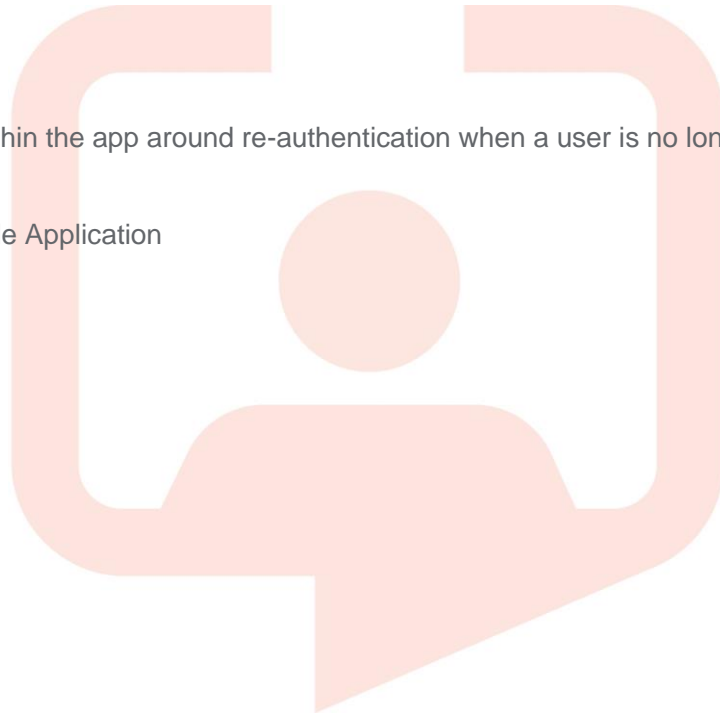 hin the app around re-authentication when a user is no lon
e Application